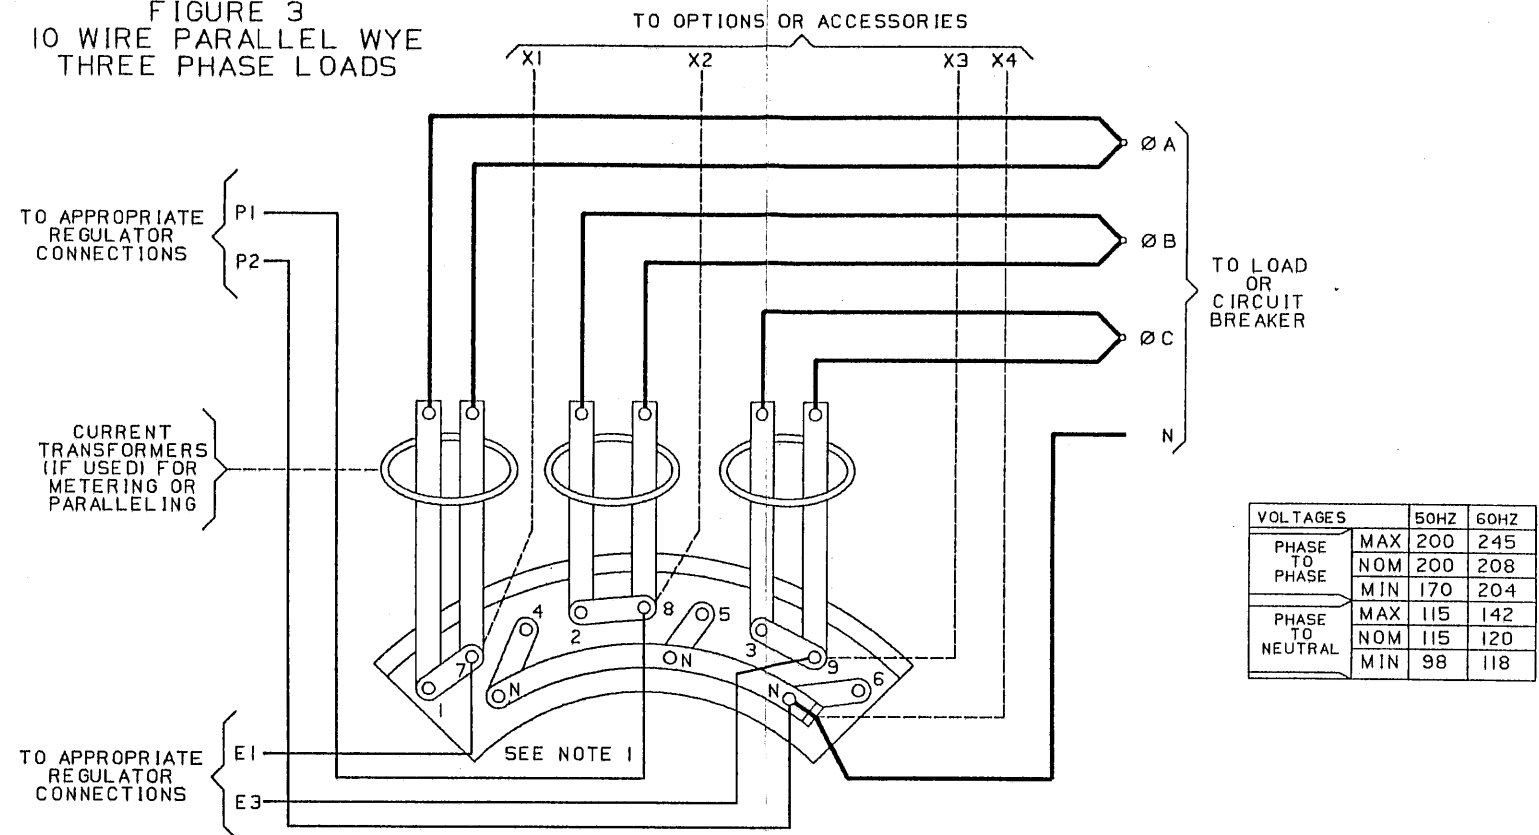 FIGURE 3
10 WIRE PARALLEL WYE
THREE PHASE LOADS
TO OPTIONS OR ACCESSORIES
X1 X2 X3 X4
Ø A
TO APPROPRIATE
REGULATOR
CONNECTIONS
P1
P2
Ø B
TO LOAD
OR
CIRCUIT
BREAKER
Ø C
N
CURRENT
TRANSFORMERS
(IF USED) FOR
METERING OR
PARALLELING
4
2
8
5
7
3
9
1
N
N
N
6
SEE NOTE 1
TO APPROPRIATE
REGULATOR
CONNECTIONS
E1
E3
VOLTAGES 50HZ 60HZ
PHASE
TO
PHASE
MAX 200 245
NOM 200 208
MIN 170 204
PHASE
TO
NEUTRAL
MAX 115 142
NOM 115 120
MIN 98 118